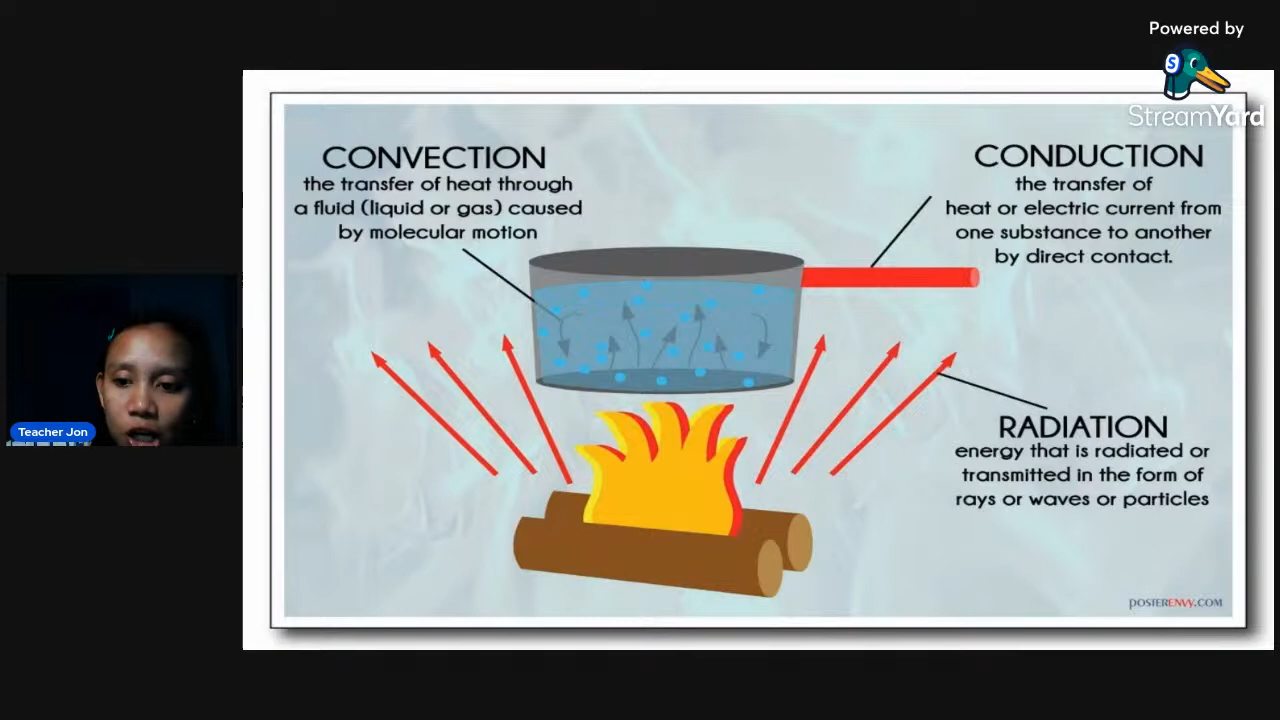 Powered by
StreamYard
CONVECTION
the transfer of heat through
a fluid (liquid or gas) caused
by molecular motion
CONDUCTION
the transfer of
heat or electric current from
one substance to another
by direct contact.
RADIATION
energy that is radiated or
transmitted in the form of
rays or waves or particles
POSTERENVY.COM
Teacher Jon
S